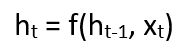 hₜ = f(hₜ₋₁, xₜ)